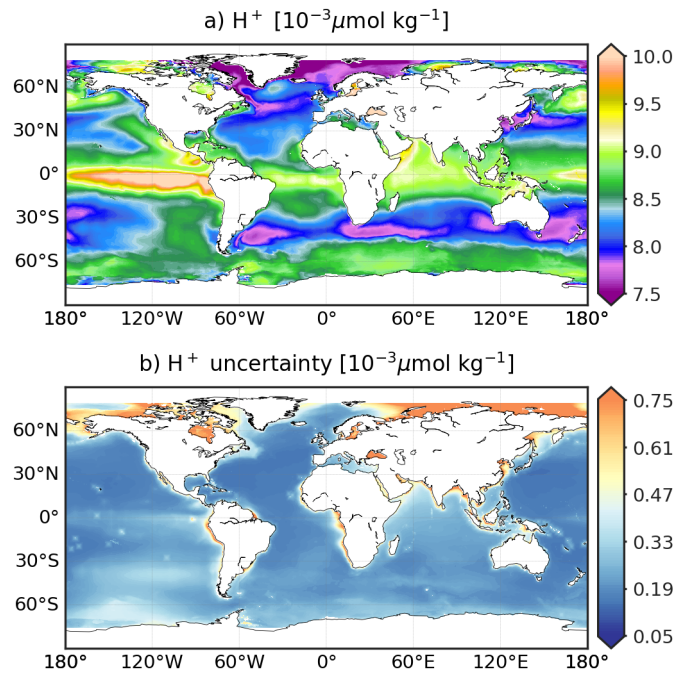 a) H⁺ [10⁻³μmol kg⁻¹]
60°N
30°N
0°
30°S
60°S
180° 120°W 60°W 0° 60°E 120°E 180°
10.0
9.5
9.0
8.5
8.0
7.5
b) H⁺ uncertainty [10⁻³μmol kg⁻¹]
60°N
30°N
0°
30°S
60°S
180° 120°W 60°W 0° 60°E 120°E 180°
0.75
0.61
0.47
0.33
0.19
0.05